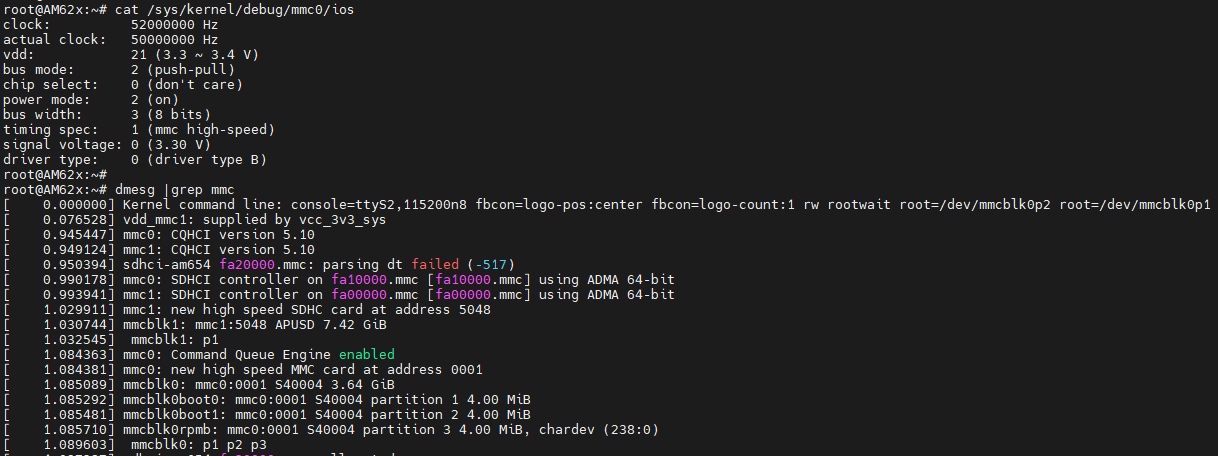 root@AM62x:~# cat /sys/kernel/debug/mmc0/ios
clock:          52000000 Hz
actual clock:   50000000 Hz
vdd:            21 (3.3 ~ 3.4 V)
bus mode:       2 (push-pull)
chip select:    0 (don't care)
power mode:     2 (on)
bus width:      3 (8 bits)
timing spec:    1 (mmc high-speed)
signal voltage: 0 (3.30 V)
driver type:    0 (driver type B)
root@AM62x:~#
root@AM62x:~# dmesg |grep mmc
[    0.000000] Kernel command line: console=ttyS2,115200n8 fbcon=logo-pos:center fbcon=logo-count:1 rw rootwait root=/dev/mmcblk0p2 root=/dev/mmcblk0p1
[    0.076528] vdd_mmc1: supplied by vcc_3v3_sys
[    0.945447] mmc0: CQHCI version 5.10
[    0.949124] mmc1: CQHCI version 5.10
[    0.950394] sdhci-am654 fa20000.mmc: parsing dt failed (-517)
[    0.990178] mmc0: SDHCI controller on fa10000.mmc [fa10000.mmc] using ADMA 64-bit
[    0.993941] mmc1: SDHCI controller on fa00000.mmc [fa00000.mmc] using ADMA 64-bit
[    1.029911] mmc1: new high speed SDHC card at address 5048
[    1.030744] mmcblk1: mmc1:5048 APUSD 7.42 GiB
[    1.032545]  mmcblk1: p1
[    1.084363] mmc0: Command Queue Engine enabled
[    1.084381] mmc0: new high speed MMC card at address 0001
[    1.085089] mmcblk0: mmc0:0001 S40004 3.64 GiB
[    1.085292] mmcblk0boot0: mmc0:0001 S40004 partition 1 4.00 MiB
[    1.085481] mmcblk0boot1: mmc0:0001 S40004 partition 2 4.00 MiB
[    1.085710] mmcblk0rpmb: mmc0:0001 S40004 partition 3 4.00 MiB, chardev (238:0)
[    1.089603]  mmcblk0: p1 p2 p3